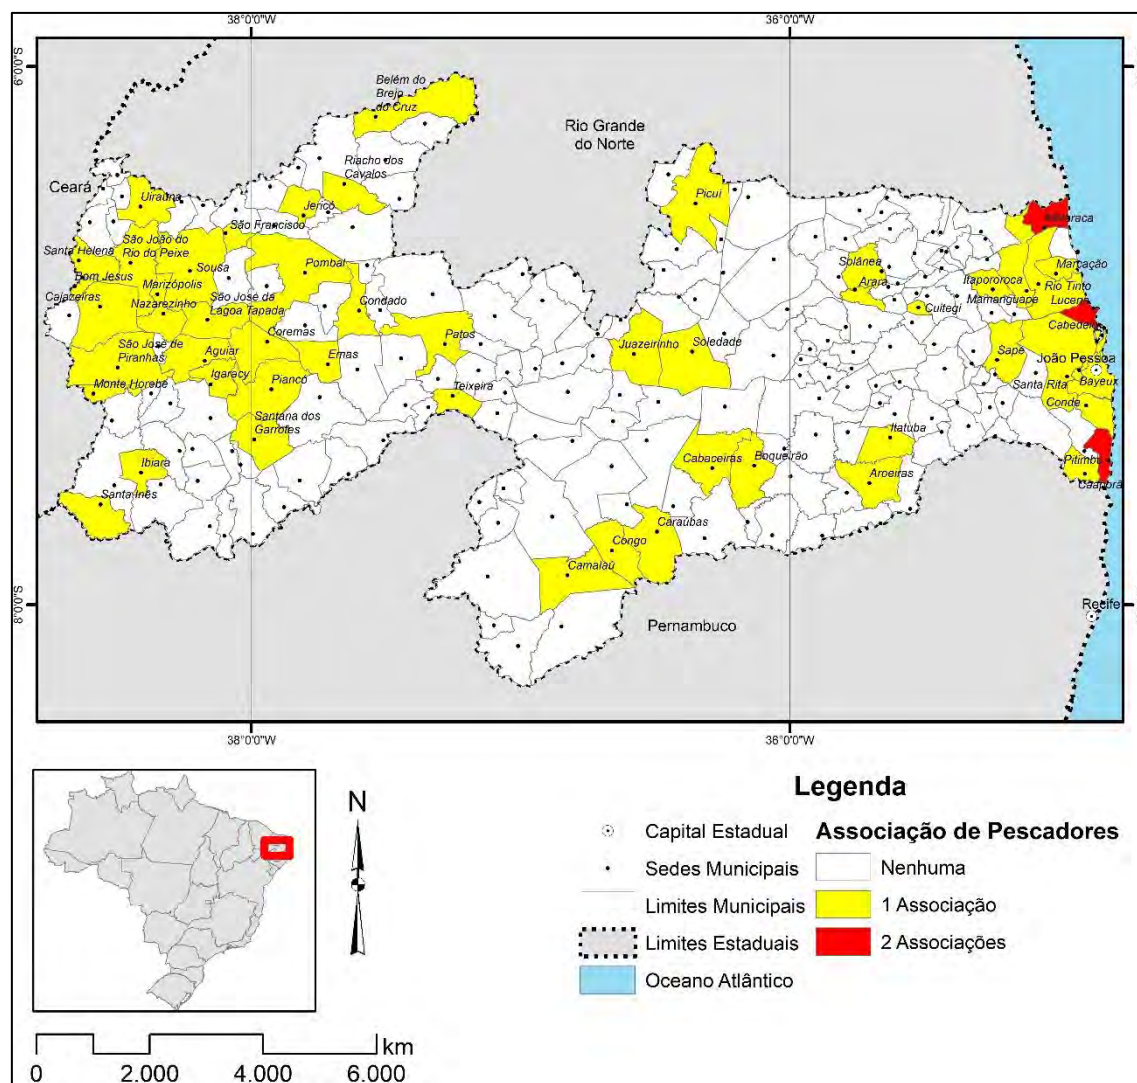 38°0'0"W
36°0'0"W
6°0'0"S
Belém do
Brejo
do Cruz
Rio Grande
do Norte
Ceará
Riacho dos
Cavalos
Uiraúna
Jericó
Picuí
São Francisco
Santa Helena
São João do
Rio do Peixe
Sousa
Pombal
Solânea
Marcação
Bom Jesus
Marizópolis
Arara
Itapororoca
Rio Tinto
Cajazeiras
Nazarezinho
São José da
Lagoa Tapada
Condado
Mamanguape
Lucena
Cuitegi
Coremas
Patos
Cabedelo
São José de
Piranhas
Aguiar
Emas
Juazeirinho
Soledade
Sapé
João Pessoa
Igaracy
Piancó
Monte Horebe
Teixeira
Santa Rita
Bayeux
Conde
Santana dos
Garrotes
Itatuba
Ibiara
Cabaceiras
Boqueirão
Pitimbu
Aroeiras
Caaporã
Santa Inês
Caraúbas
Congo
Camalaú
8°0'0"S
Recife
Pernambuco
38°0'0"W
36°0'0"W
Legenda
N
Capital Estadual
Associação de Pescadores
Sedes Municipais
Nenhuma
Limites Municipais
1 Associação
Limites Estaduais
2 Associações
Oceano Atlântico
km
0
2.000
4.000
6.000